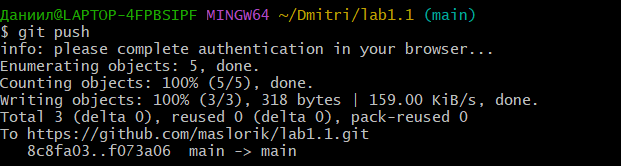 Даниил@LAPTOP-4FPBSIPF MINGW64 ~/Dmitri/lab1.1 (main)
$ git push
info: please complete authentication in your browser...
Enumerating objects: 5, done.
Counting objects: 100% (5/5), done.
Writing objects: 100% (3/3), 318 bytes | 159.00 KiB/s, done.
Total 3 (delta 0), reused 0 (delta 0), pack-reused 0
To https://github.com/maslorik/lab1.1.git
   8c8fa03..f073a06  main -> main